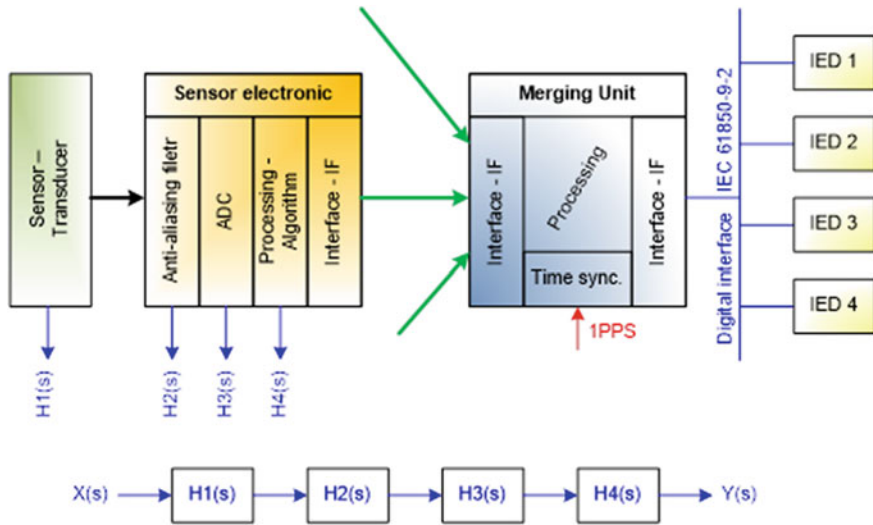 Sensor electronic
Merging Unit
Sensor –
Transducer
Anti-aliasing filetr
ADC
Processing -
Algorithm
Interface - IF
Interface - IF
Processing
Time sync.
Interface - IF
1PPS
Digital interface IEC 61850-9-2
IED 1
IED 2
IED 3
IED 4
H1(s)
H2(s)
H3(s)
H4(s)
X(s)
H1(s)
H2(s)
H3(s)
H4(s)
Y(s)